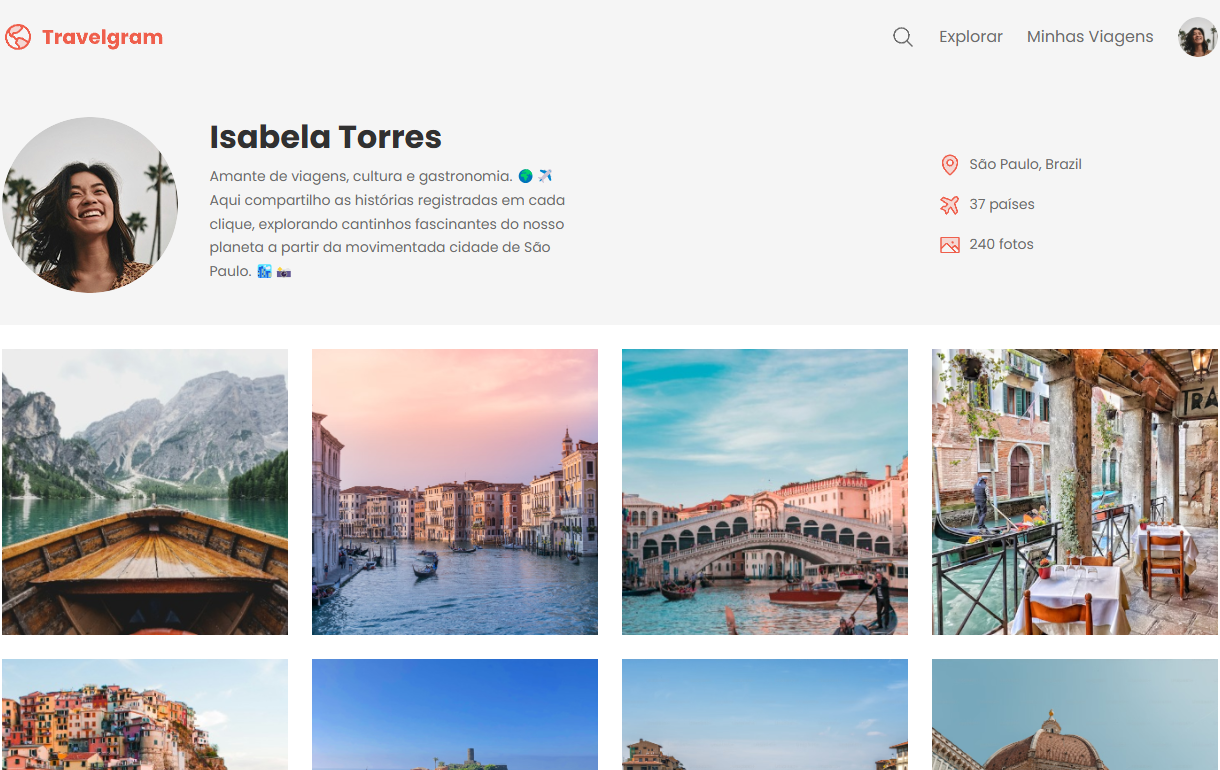 Travelgram
Explorar
Minhas Viagens
Isabela Torres
Amante de viagens, cultura e gastronomia. 🌍 ✈️
Aqui compartilho as histórias registradas em cada
clique, explorando cantinhos fascinantes do nosso
planeta a partir da movimentada cidade de São
Paulo. 🏞️ 📸
São Paulo, Brazil
37 países
240 fotos